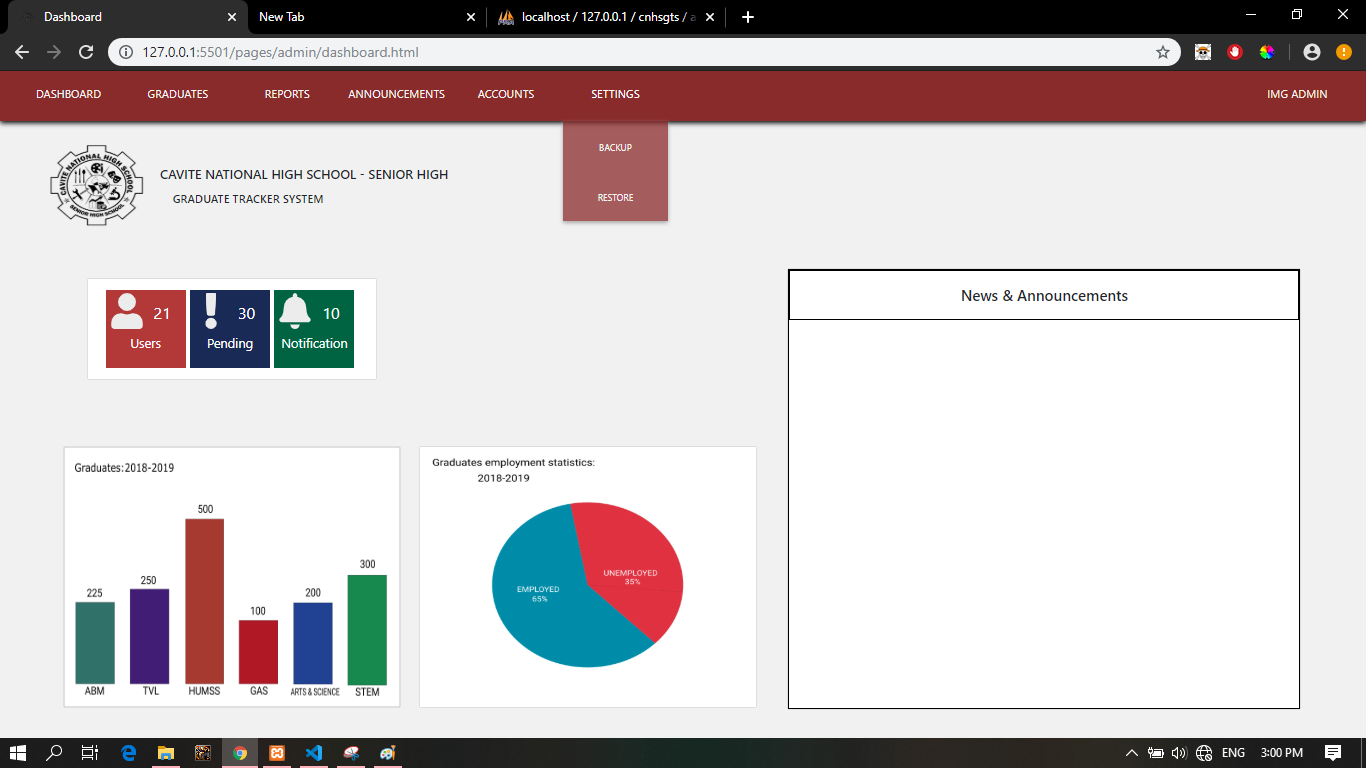 Dashboard
New Tab
localhost / 127.0.0.1 / cnhsgts / a
127.0.0.1:5501/pages/admin/dashboard.html
DASHBOARD
GRADUATES
REPORTS
ANNOUNCEMENTS
ACCOUNTS
SETTINGS
IMG ADMIN
BACKUP
RESTORE
CAVITE NATIONAL HIGH SCHOOL
SENIOR HIGH SCHOOL
CAVITE NATIONAL HIGH SCHOOL - SENIOR HIGH
GRADUATE TRACKER SYSTEM
21
Users
30
Pending
10
Notification
News & Announcements
Graduates:2018-2019
500
300
250
225
200
100
ABM
TVL
HUMSS
GAS
ARTS & SCIENCE
STEM
Graduates employment statistics:
2018-2019
UNEMPLOYED
35%
EMPLOYED
65%
ENG
3:00 PM